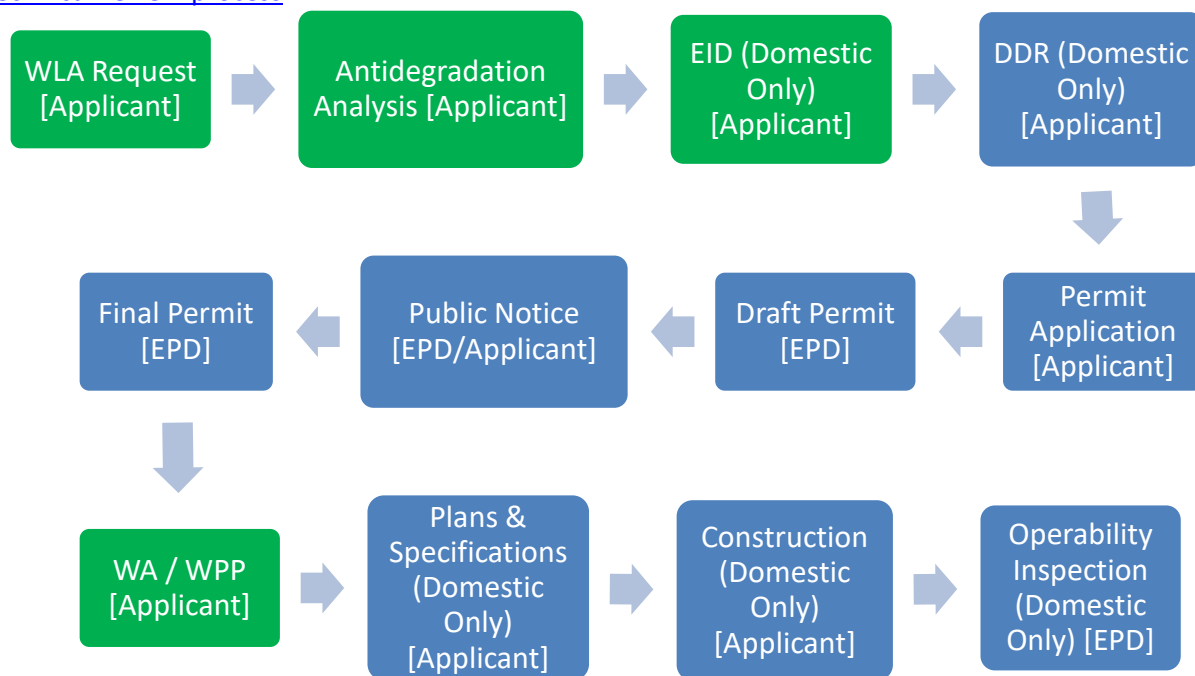 WLA Request
[Applicant]
Antidegradation
Analysis [Applicant]
EID (Domestic
Only)
[Applicant]
DDR (Domestic
Only)
[Applicant]
Permit
Application
[Applicant]
Draft Permit
[EPD]
Public Notice
[EPD/Applicant]
Final Permit
[EPD]
WA / WPP
[Applicant]
Plans &
Specifications
(Domestic
Only)
[Applicant]
Construction
(Domestic
Only)
[Applicant]
Operability
Inspection
(Domestic
Only) [EPD]